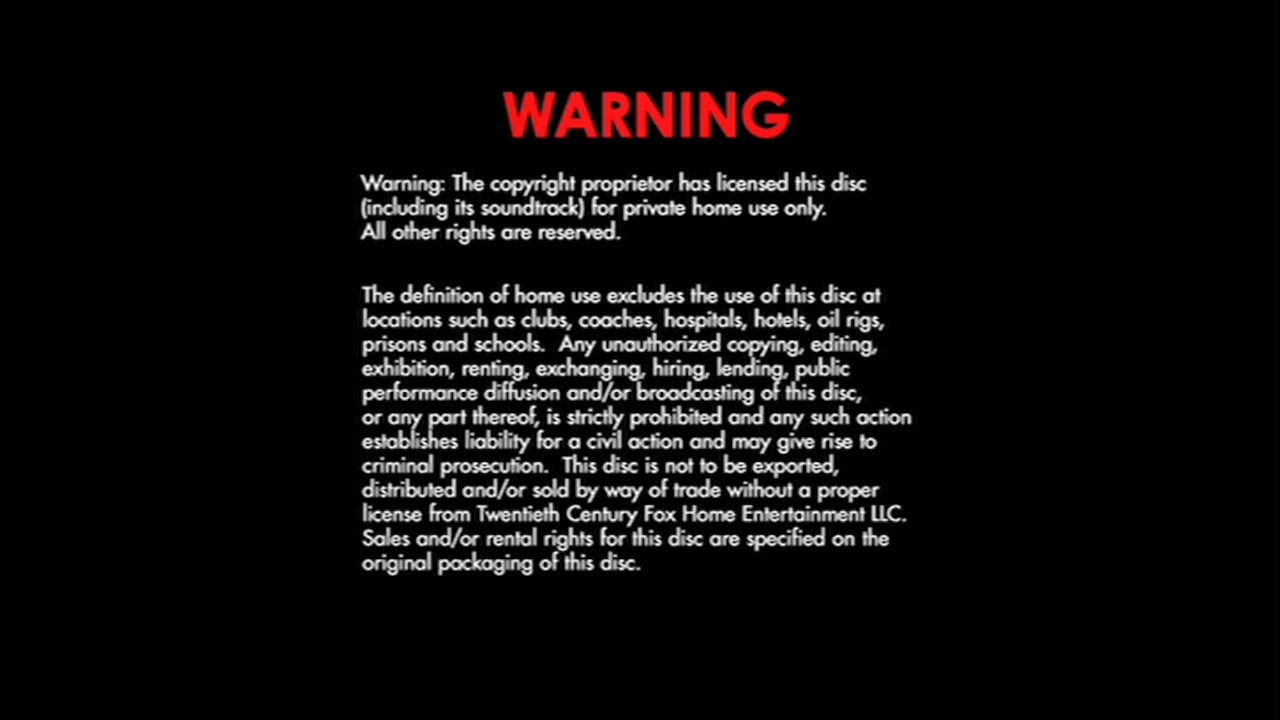 WARNING
Warning: The copyright proprietor has licensed this disc
(including its soundtrack) for private home use only.
All other rights are reserved.
The definition of home use excludes the use of this disc at
locations such as clubs, coaches, hospitals, hotels, oil rigs,
prisons and schools.  Any unauthorized copying, editing,
exhibition, renting, exchanging, hiring, lending, public
performance diffusion and/or broadcasting of this disc,
or any part thereof, is strictly prohibited and any such action
establishes liability for a civil action and may give rise to
criminal prosecution.  This disc is not to be exported,
distributed and/or sold by way of trade without a proper
license from Twentieth Century Fox Home Entertainment LLC.
Sales and/or rental rights for this disc are specified on the
original packaging of this disc.